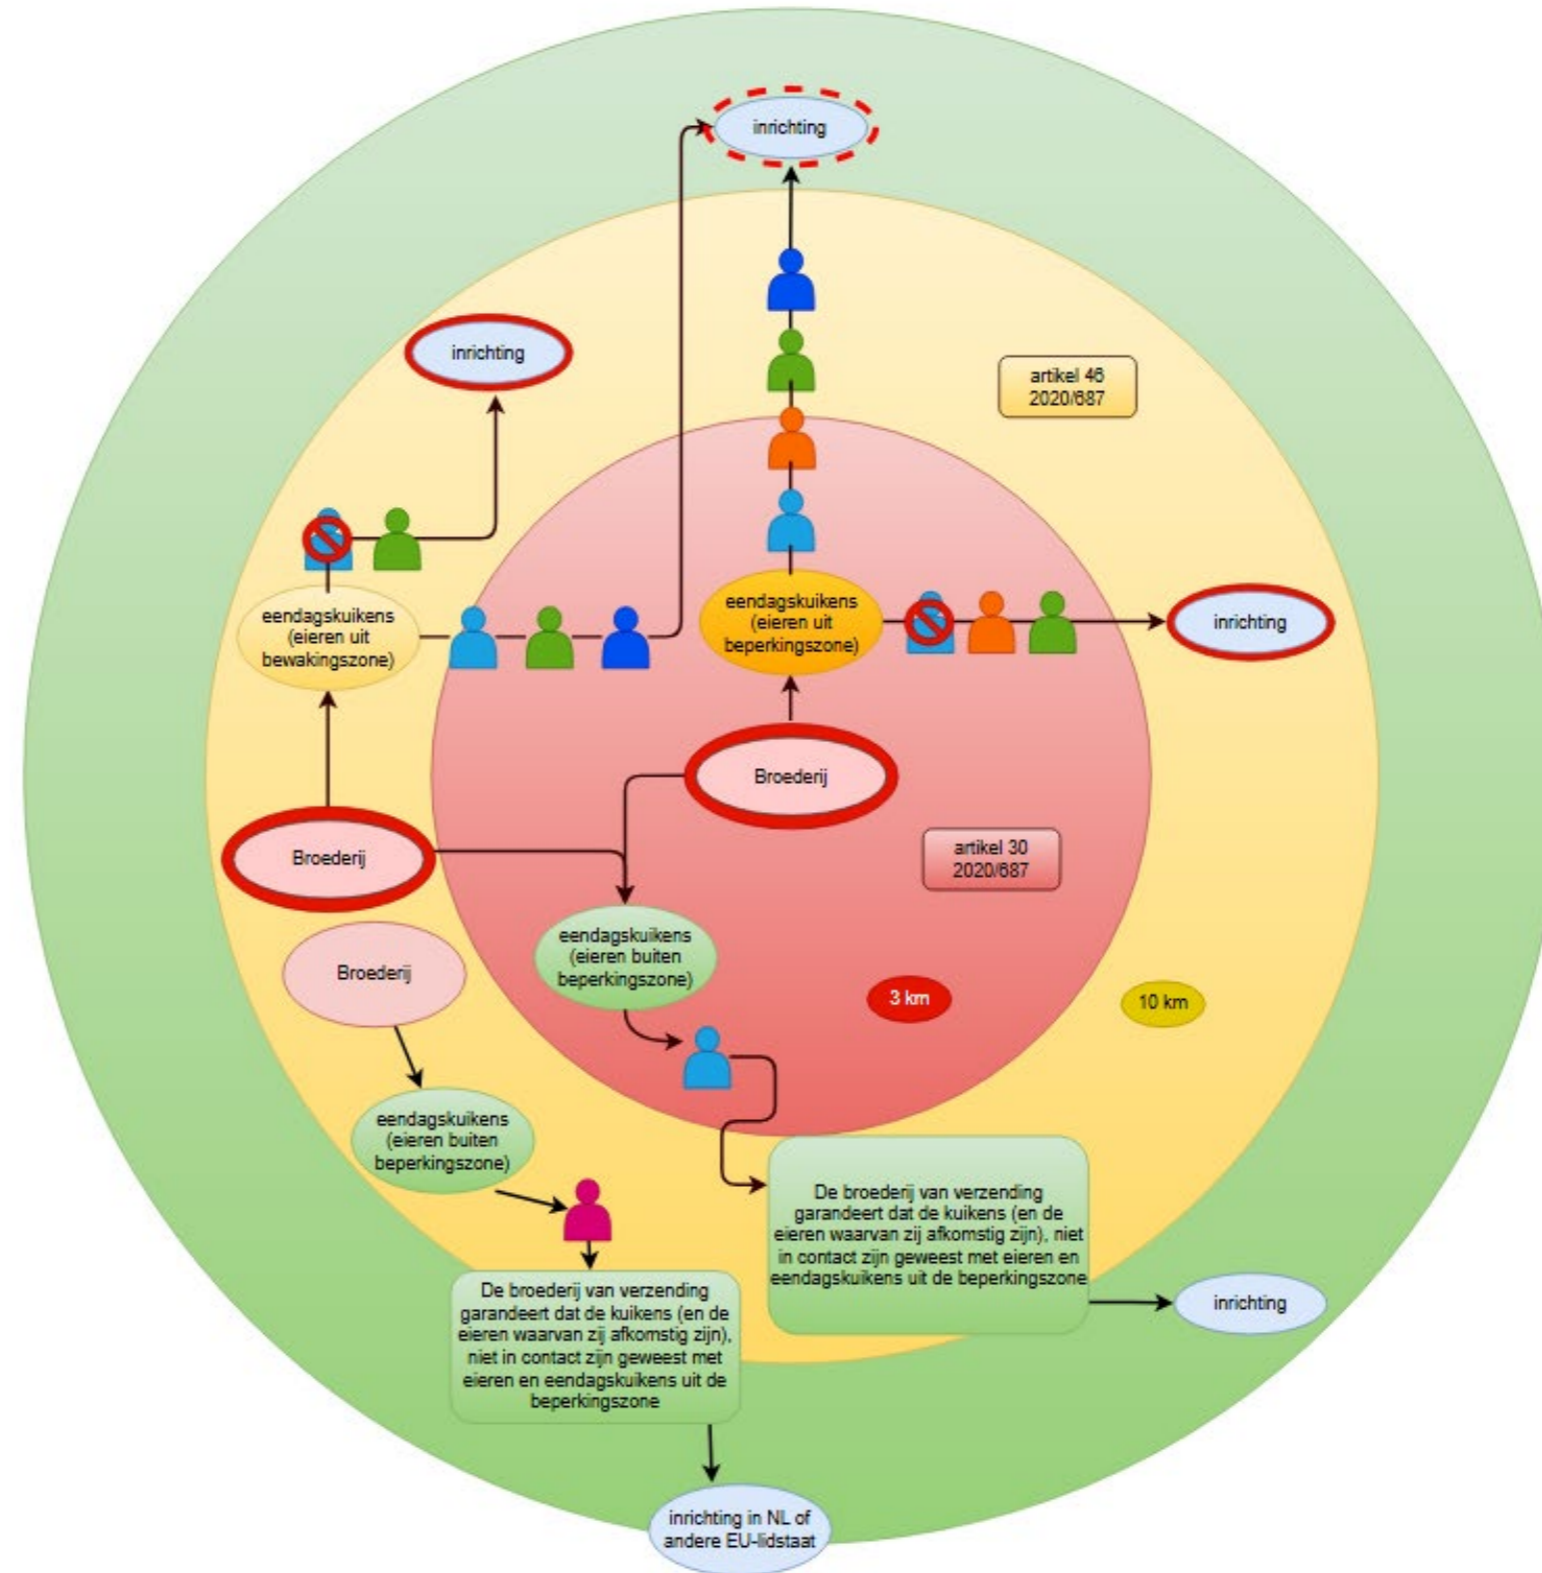 inrichting
inrichting
artikel 46
2020/687
eendagskuikens
(eieren uit
bewakingszone)
eendagskuikens
(eieren uit
beperkingszone)
inrichting
Broederij
Broederij
artikel 30
2020/687
eendagskuikens
(eieren buiten
beperkingszone)
Broederij
3 km
10 km
eendagskuikens
(eieren buiten
beperkingszone)
De broederij van verzending
garandeert dat de kuikens (en de
eieren waarvan zij afkomstig zijn), niet
in contact zijn geweest met eieren en
eendagskuikens uit de beperkingszone
De broederij van verzending
garandeert dat de kuikens (en de
eieren waarvan zij afkomstig zijn),
niet in contact zijn geweest met
eieren en eendagskuikens uit de
beperkingszone
inrichting
inrichting in NL of
andere EU-lidstaat